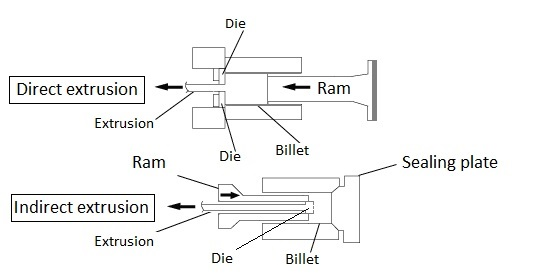 Die
Direct extrusion
Ram
Extrusion
Die
Billet
Ram
Sealing plate
Indirect extrusion
Extrusion
Die
Billet